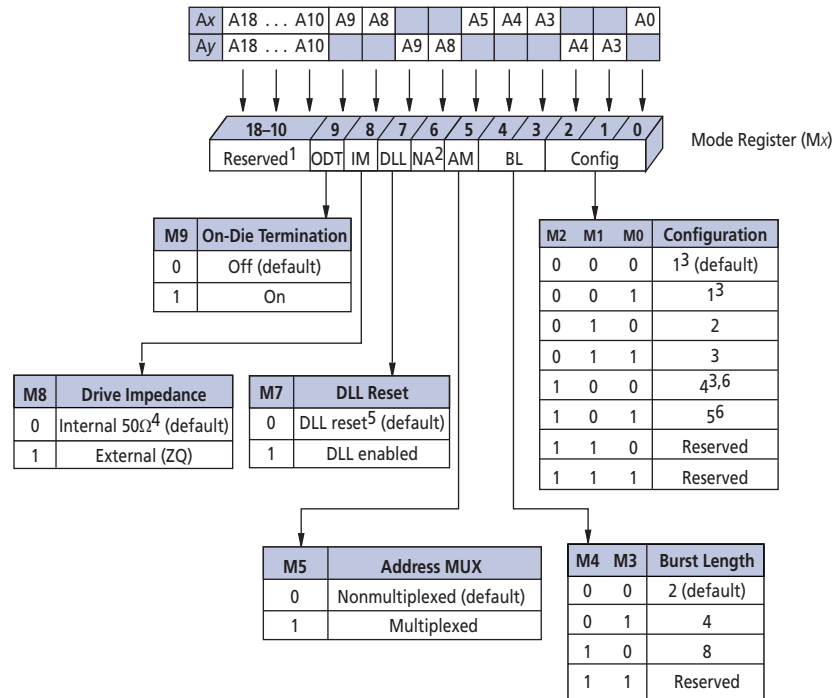 Ax A18 . . . A10 A9 A8 A5 A4 A3 A0
Ay A18 . . . A10 A9 A8 A4 A3
18–10 9 8 7 6 5 4 3 2 1 0
Reserved1 ODT IM DLL NA2 AM BL Config
Mode Register (Mx)
M9 On-Die Termination
0 Off (default)
1 On
M2 M1 M0 Configuration
0 0 0 13 (default)
0 0 1 13
0 1 0 2
0 1 1 3
1 0 0 43,6
1 0 1 56
1 1 0 Reserved
1 1 1 Reserved
M8 Drive Impedance
0 Internal 50Ω4 (default)
1 External (ZQ)
M7 DLL Reset
0 DLL reset5 (default)
1 DLL enabled
M5 Address MUX
0 Nonmultiplexed (default)
1 Multiplexed
M4 M3 Burst Length
0 0 2 (default)
0 1 4
1 0 8
1 1 Reserved